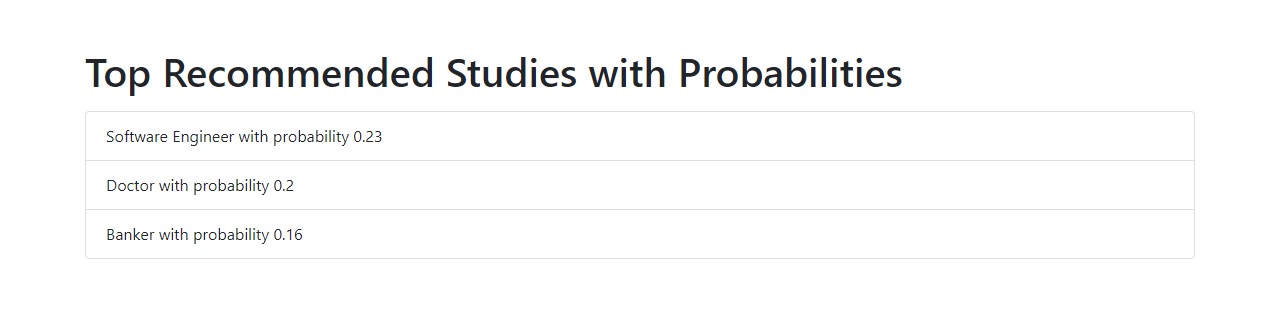 Top Recommended Studies with Probabilities
Software Engineer with probability 0.23
Doctor with probability 0.2
Banker with probability 0.16